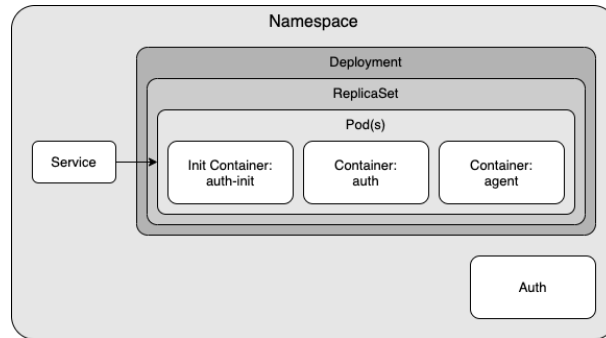 Namespace
Deployment
ReplicaSet
Pod(s)
Service
Init Container:
auth-init
Container:
auth
Container:
agent
Auth